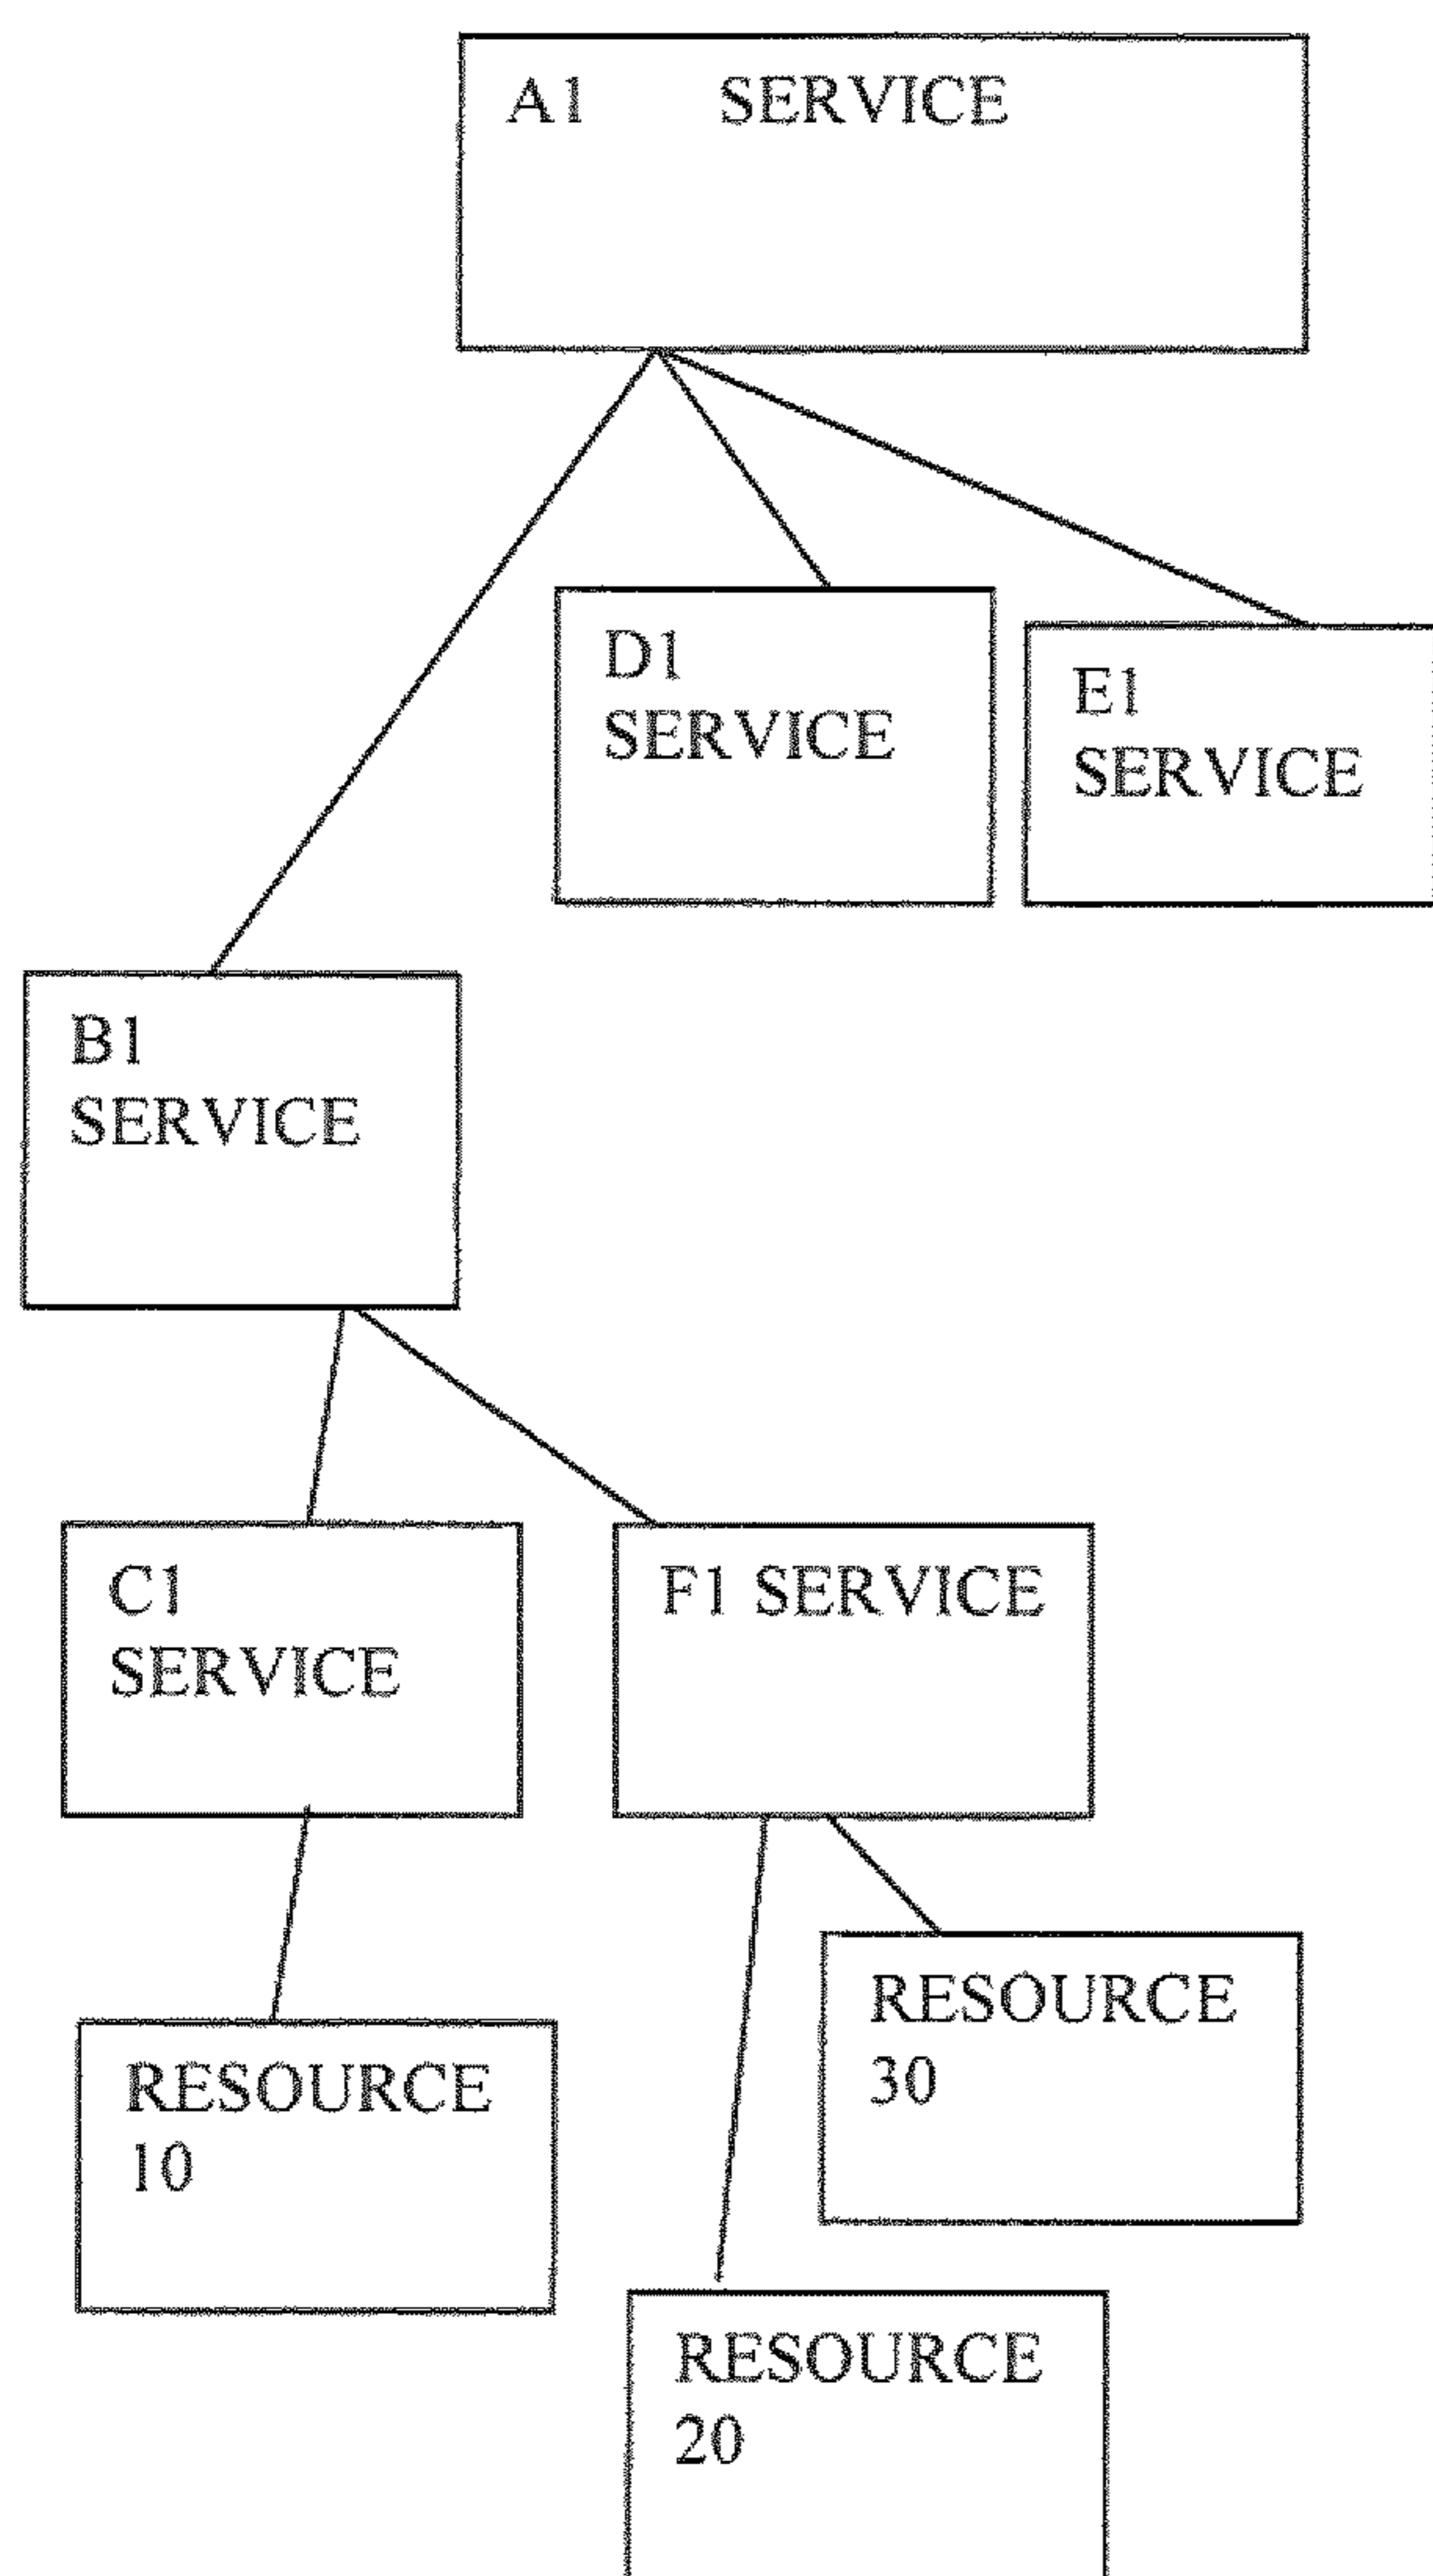 A1 SERVICE
D1
SERVICE
E1
SERVICE
B1
SERVICE
C1
SERVICE
F1 SERVICE
RESOURCE
10
RESOURCE
30
RESOURCE
20